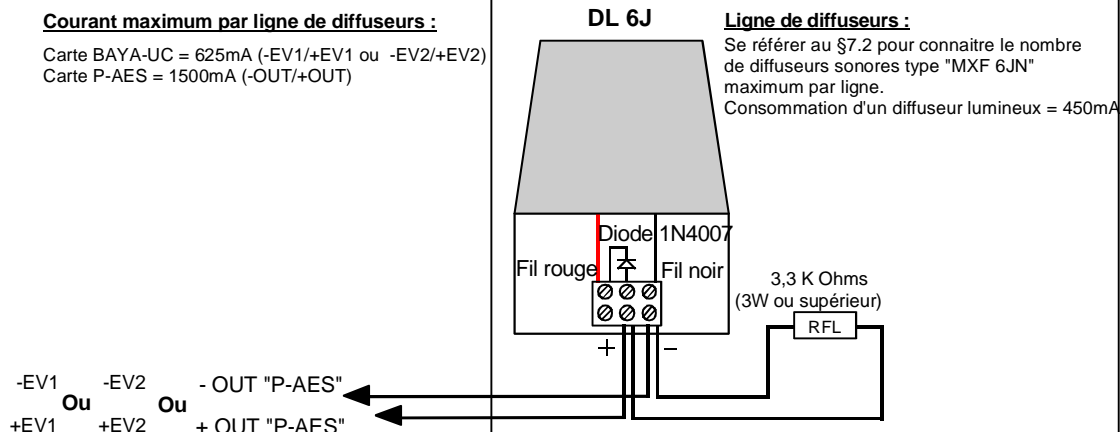 Courant maximum par ligne de diffuseurs :
Carte BAYA-UC = 625mA (-EV1/+EV1 ou -EV2/+EV2)
Carte P-AES = 1500mA (-OUT/+OUT)
DL 6J
Ligne de diffuseurs :
Se référer au §7.2 pour connaitre le nombre
de diffuseurs sonores type "MXF 6JN"
maximum par ligne.
Consommation d'un diffuseur lumineux = 450mA
Diode 1N4007
Fil rouge
Fil noir
3,3 K Ohms
(3W ou supérieur)
RFL
+ –
-EV1 -EV2 - OUT "P-AES"
Ou Ou
+EV1 +EV2 + OUT "P-AES"